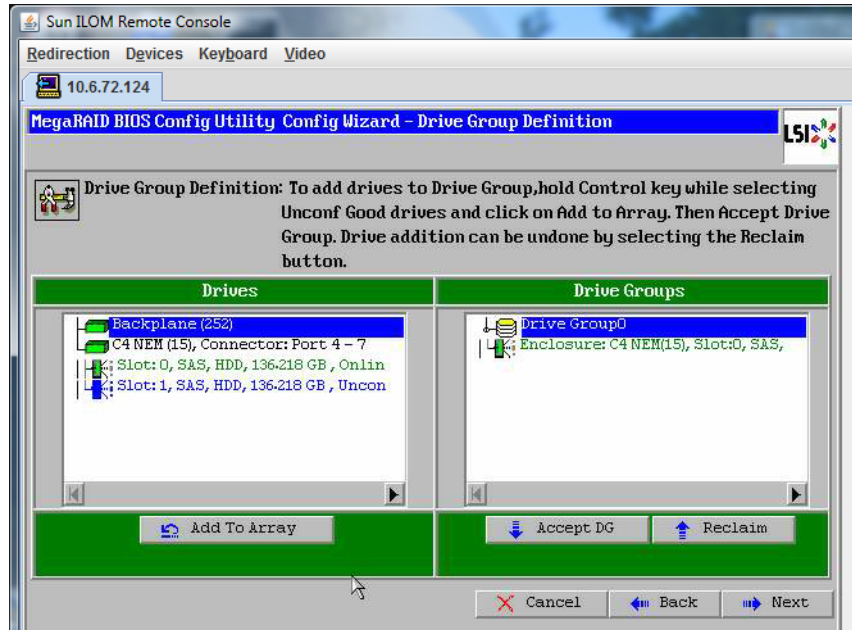 Sun ILOM Remote Console
Redirection Devices Keyboard Video
10.6.72.124
MegaRAID BIOS Config Utility Config Wizard - Drive Group Definition
LSI
Drive Group Definition: To add drives to Drive Group,hold Control key while selecting
Unconf Good drives and click on Add to Array. Then Accept Drive
Group. Drive addition can be undone by selecting the Reclaim
button.
Drives
Backplane (252)
C4 NEM (15), Connector: Port 4 - 7
Slot: 0, SAS, HDD, 136.218 GB , Onlin
Slot: 1, SAS, HDD, 136.218 GB , Uncon
Add To Array
Drive Groups
Drive Group0
Enclosure: C4 NEM(15), Slot:0, SAS,
Accept DG
Reclaim
Cancel
Back
Next